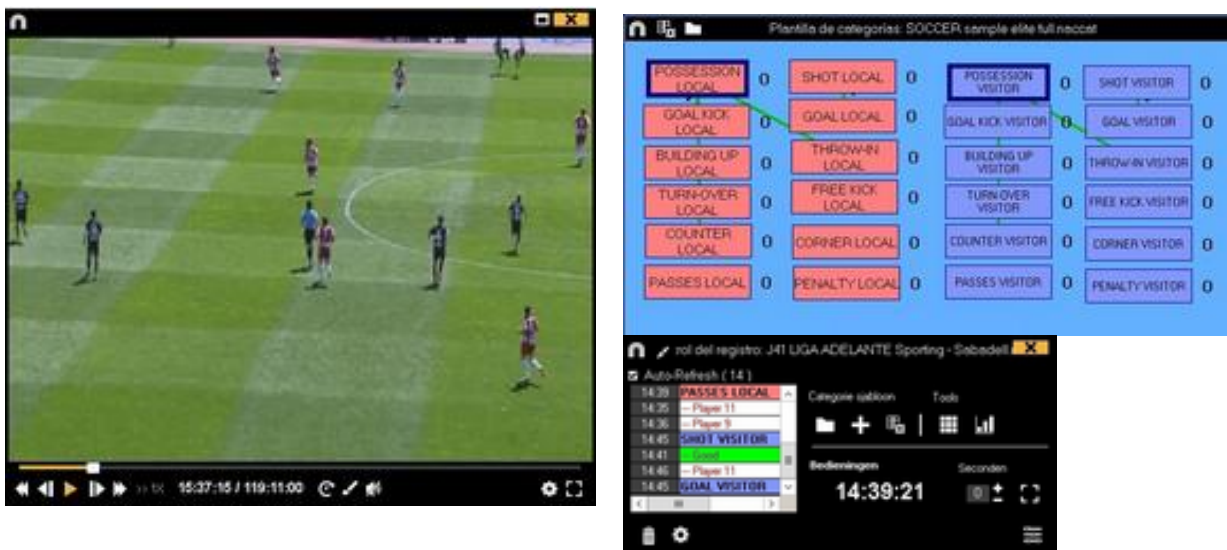 15:37:15 / 119:11:00
Plantilla de categorias: SOCCER sample elite full naccat
POSSESSION LOCAL 0
SHOT LOCAL 0
POSSESSION VISITOR 0
SHOT VISITOR 0
GOAL KICK LOCAL 0
GOAL LOCAL 0
GOAL KICK VISITOR 0
GOAL VISITOR 0
BUILDING UP LOCAL 0
THROW-IN LOCAL 0
BUILDING UP VISITOR 0
THROW-IN VISITOR 0
TURN-OVER LOCAL 0
FREE KICK LOCAL 0
TURN-OVER VISITOR 0
FREE KICK VISITOR 0
COUNTER LOCAL 0
CORNER LOCAL 0
COUNTER VISITOR 0
CORNER VISITOR 0
PASSES LOCAL 0
PENALTY LOCAL 0
PASSES VISITOR 0
PENALTY VISITOR 0
rol del registro: J41 LIGA ADELANTE Sporting - Sabadell
Auto-Refresh ( 14 )
14:39 PASSES LOCAL
14:35 -- Player 11
14:36 -- Player 9
14:45 SHOT VISITOR
14:41 -- Good
14:46 -- Player 11
14:45 GOAL VISITOR
Categorie sjabloon
Tools
Bedieningen
Seconden
14:39:21
0